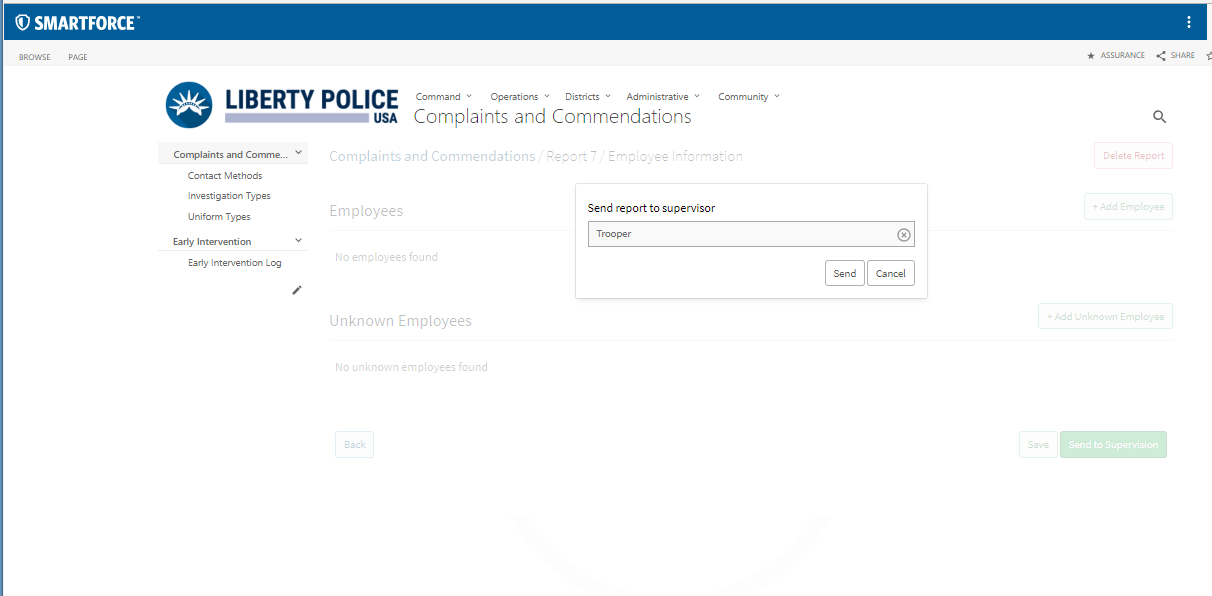 SMARTFORCE
BROWSE PAGE
ASSURANCE SHARE
LIBERTY POLICE
USA
Command Operations Districts Administrative Community
Complaints and Commendations
Complaints and Comme...
Contact Methods
Investigation Types
Uniform Types
Early Intervention
Early Intervention Log
Complaints and Commendations / Report 7 / Employee Information
Delete Report
Employees
+ Add Employee
No employees found
Send report to supervisor
Trooper
Send Cancel
Unknown Employees
+ Add Unknown Employee
No unknown employees found
Back
Save Send to Supervision